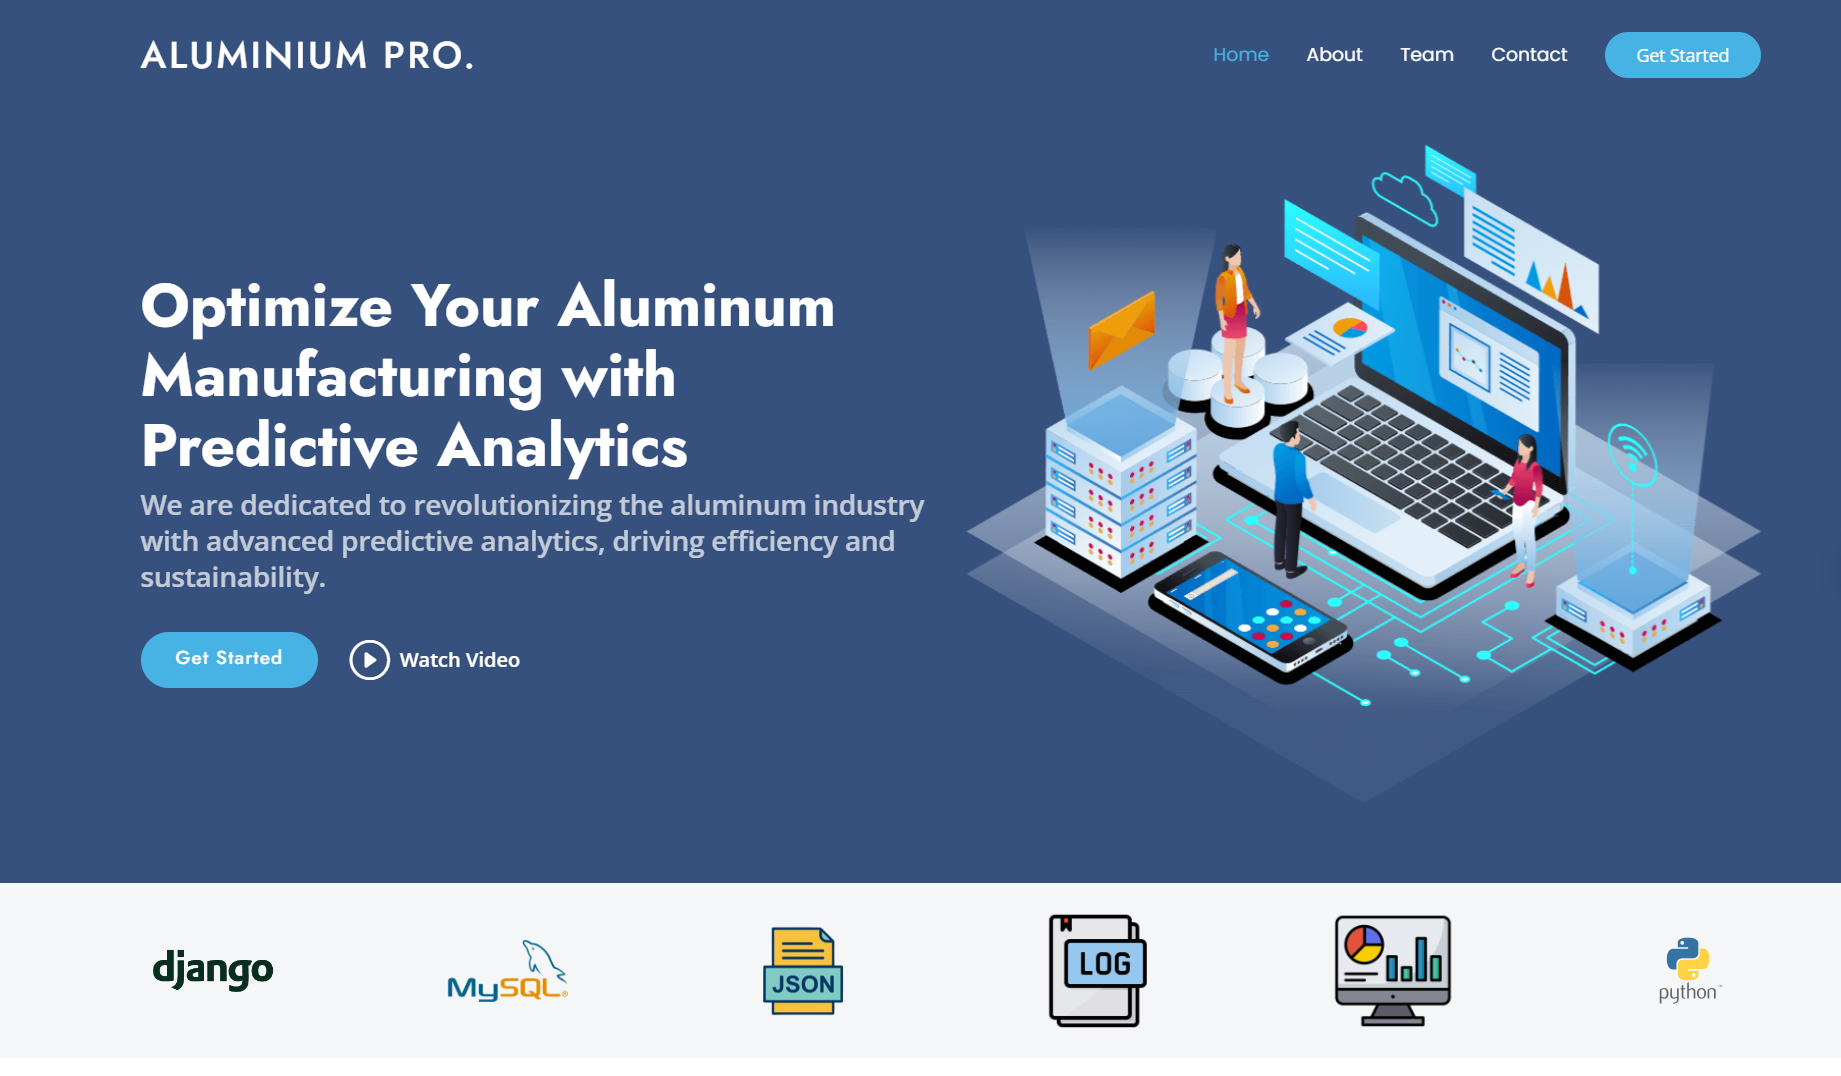 ALUMINIUM PRO.
Home About Team Contact Get Started
Optimize Your Aluminum
Manufacturing with
Predictive Analytics
We are dedicated to revolutionizing the aluminum industry
with advanced predictive analytics, driving efficiency and
sustainability.
Get Started Watch Video
django
MySQL®
JSON
LOG
python™